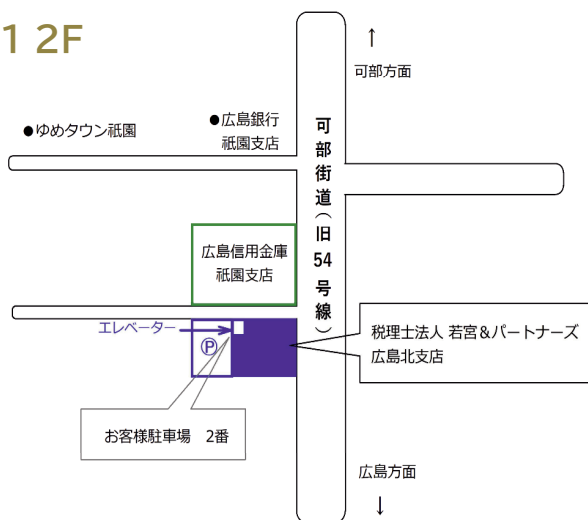 1 2F
↑
可部方面
●広島銀行
祇園支店
●ゆめタウン祇園
可部街道(旧54号線)
広島信用金庫
祇園支店
エレベーター
Ⓟ
税理士法人 若宮&パートナーズ
広島北支店
お客様駐車場　2番
広島方面
↓